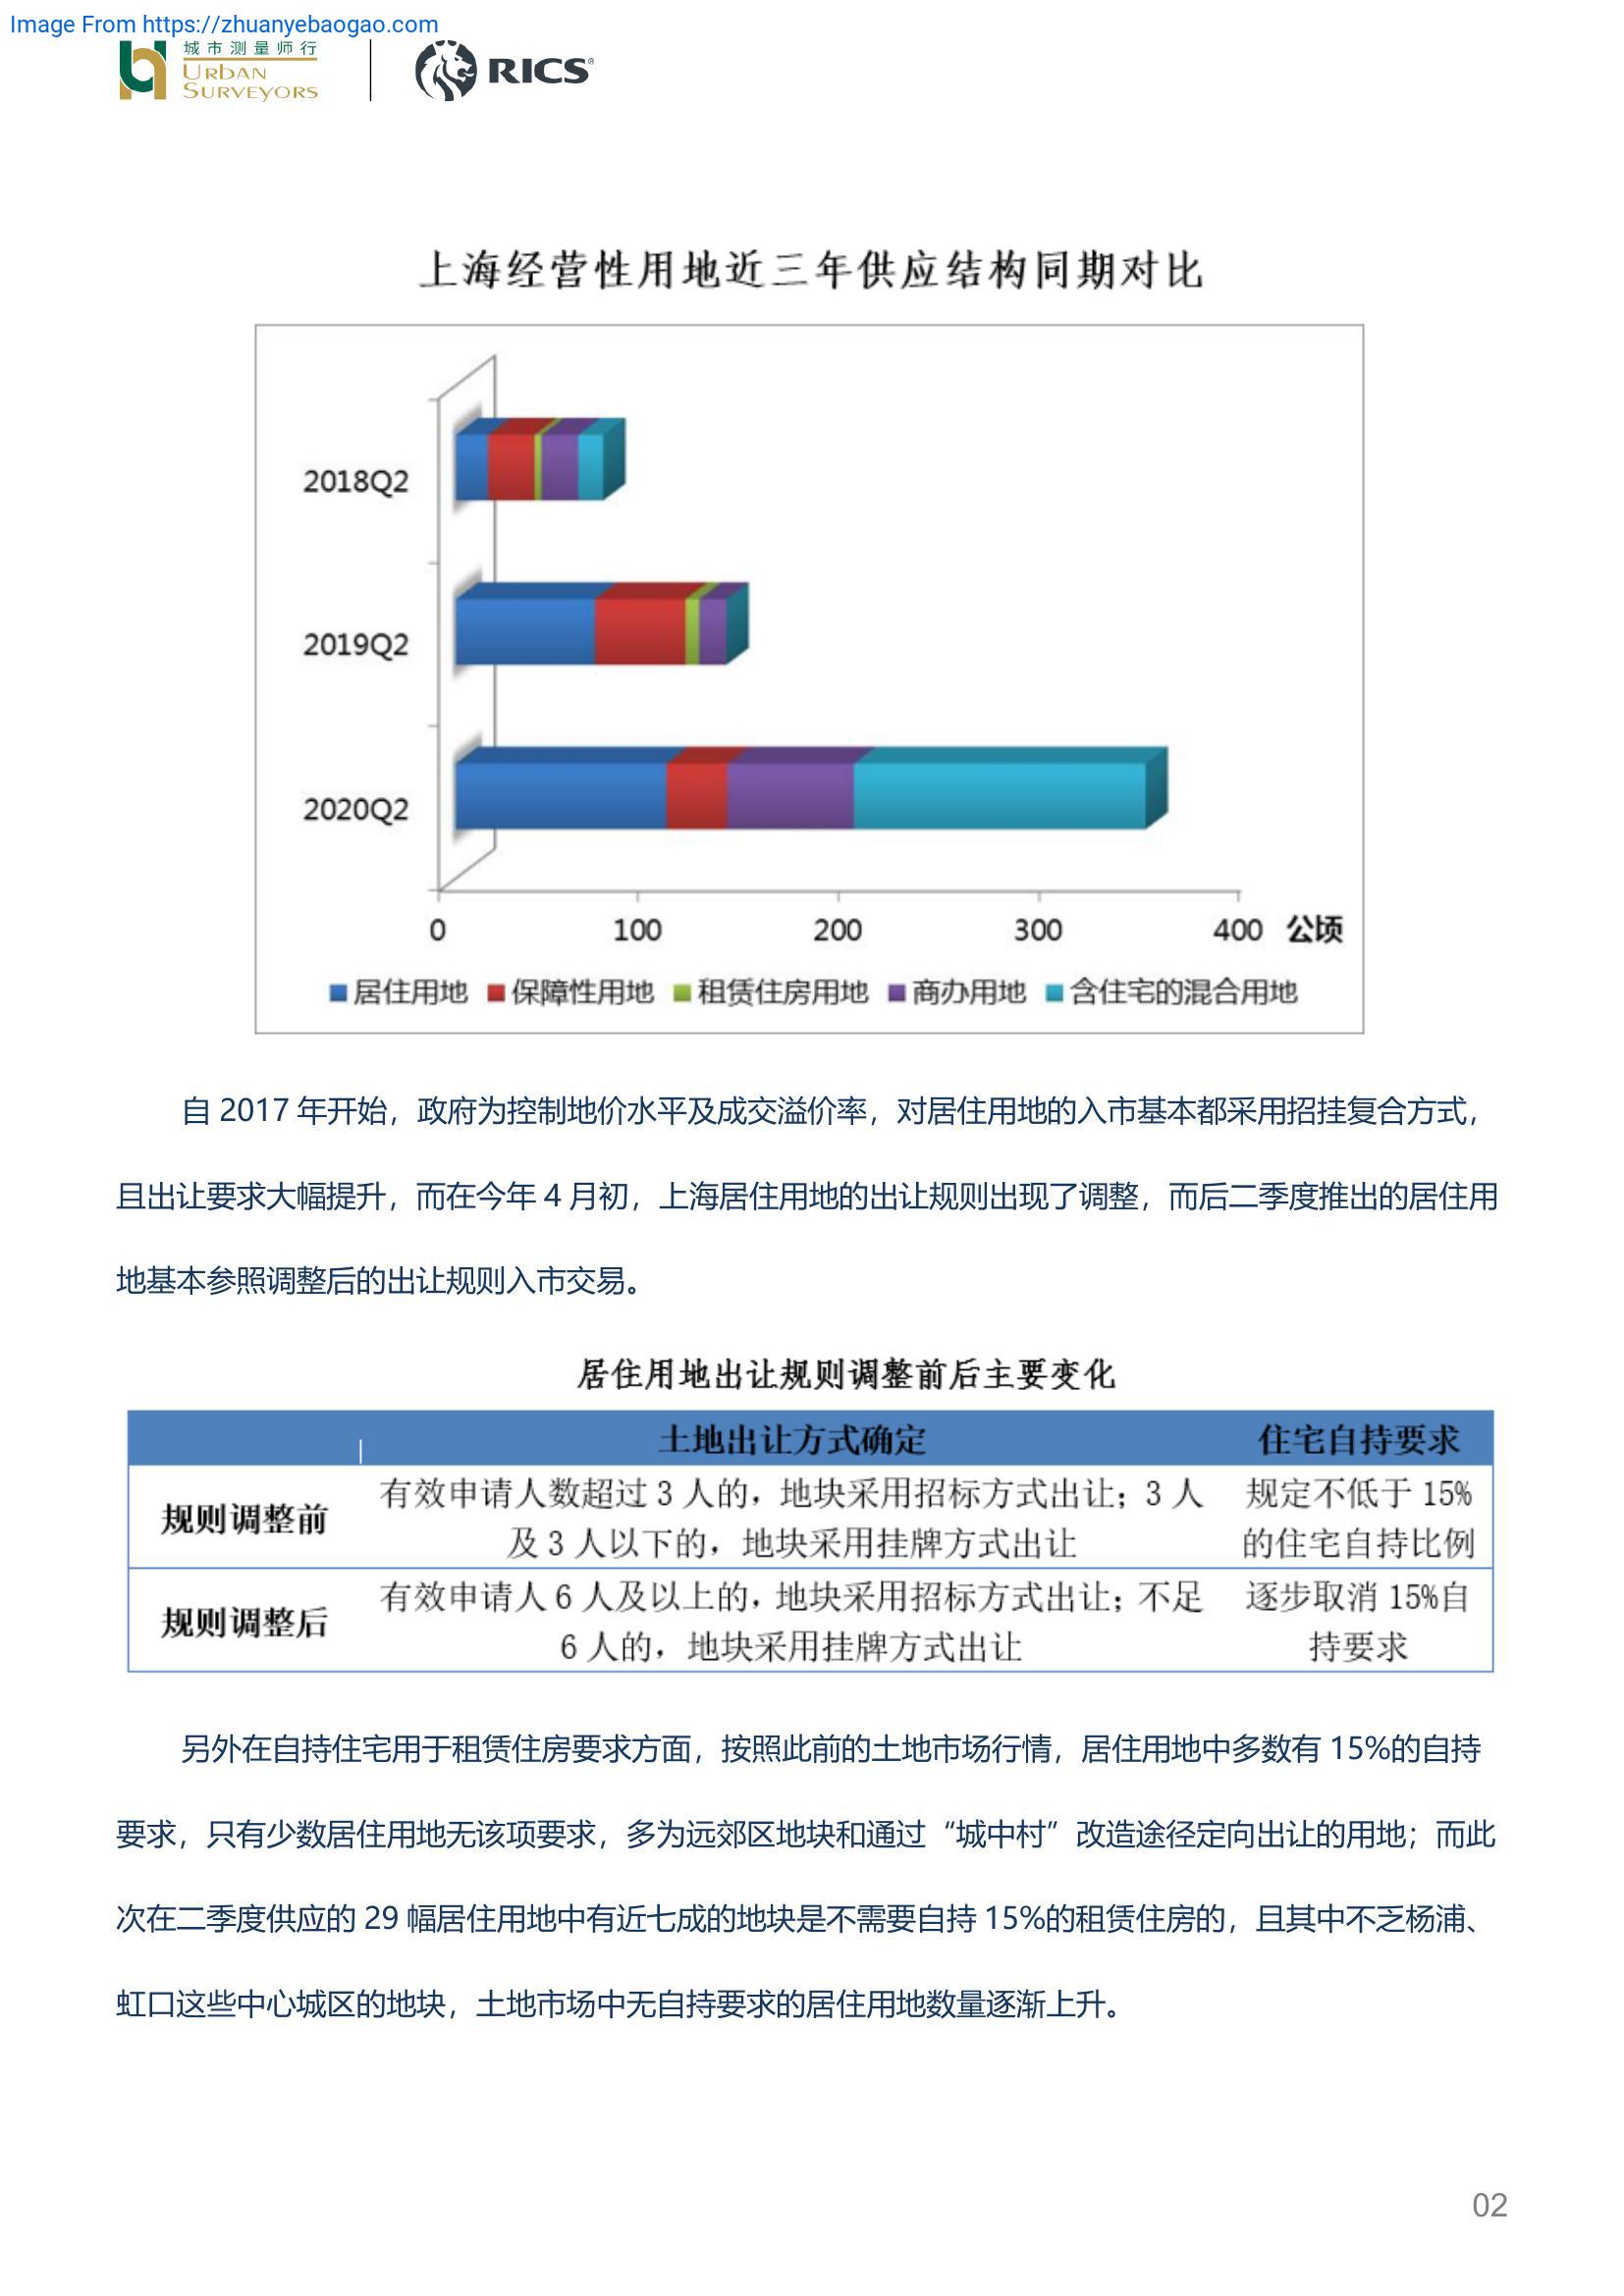 Image From https://zhuanyebaogao.com
城市测量师行
URBAN
SURVEYORS
RICS®
上海经营性用地近三年供应结构同期对比
2018Q2
2019Q2
2020Q2
0 100 200 300 400 公顷
居住用地 保障性用地 租赁住房用地 商办用地 含住宅的混合用地
自 2017 年开始，政府为控制地价水平及成交溢价率，对居住用地的入市基本都采用招挂复合方式，
且出让要求大幅提升，而在今年 4 月初，上海居住用地的出让规则出现了调整，而后二季度推出的居住用
地基本参照调整后的出让规则入市交易。
居住用地出让规则调整前后主要变化
土地出让方式确定 住宅自持要求
规则调整前
有效申请人数超过 3 人的，地块采用招标方式出让；3 人
及 3 人以下的，地块采用挂牌方式出让
规定不低于 15%
的住宅自持比例
规则调整后
有效申请人 6 人及以上的，地块采用招标方式出让；不足
6 人的，地块采用挂牌方式出让
逐步取消 15%自
持要求
另外在自持住宅用于租赁住房要求方面，按照此前的土地市场行情，居住用地中多数有 15%的自持
要求，只有少数居住用地无该项要求，多为远郊区地块和通过“城中村”改造途径定向出让的用地；而此
次在二季度供应的 29 幅居住用地中有近七成的地块是不需要自持 15%的租赁住房的，且其中不乏杨浦、
虹口这些中心城区的地块，土地市场中无自持要求的居住用地数量逐渐上升。
02